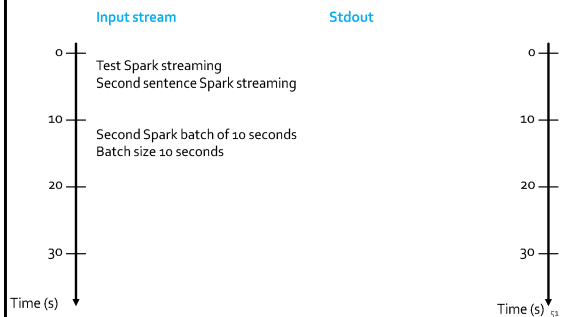 Input stream Stdout
0 0
Test Spark streaming
Second sentence Spark streaming
10 10
Second Spark batch of 10 seconds
Batch size 10 seconds
20 20
30 30
Time (s) Time (s) 51